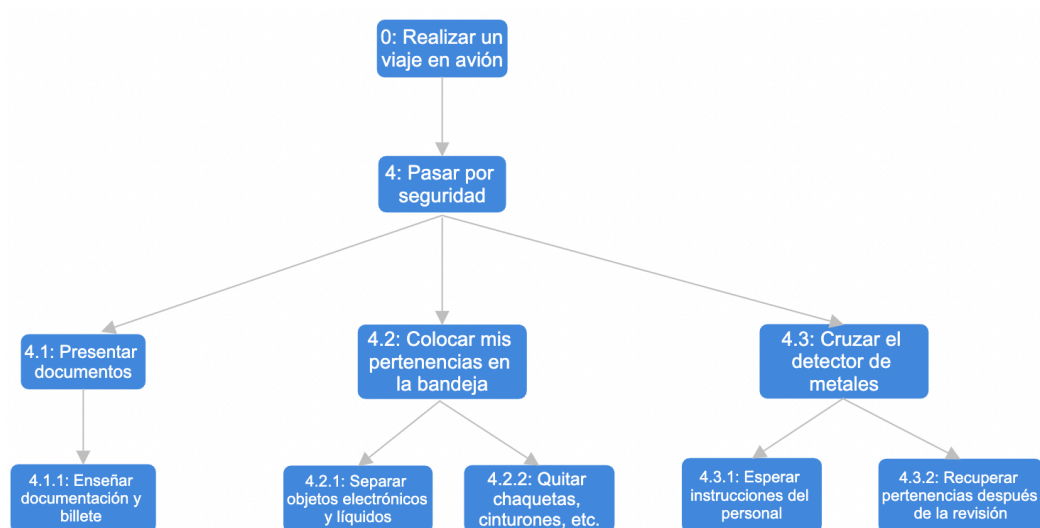 0: Realizar un
viaje en avión
4: Pasar por
seguridad
4.1: Presentar
documentos
4.2: Colocar mis
pertenencias en
la bandeja
4.3: Cruzar el
detector de
metales
4.1.1: Enseñar
documentación y
billete
4.2.1: Separar
objetos electrónicos
y líquidos
4.2.2: Quitar
chaquetas,
cinturones, etc.
4.3.1: Esperar
instrucciones del
personal
4.3.2: Recuperar
pertenencias después
de la revisión